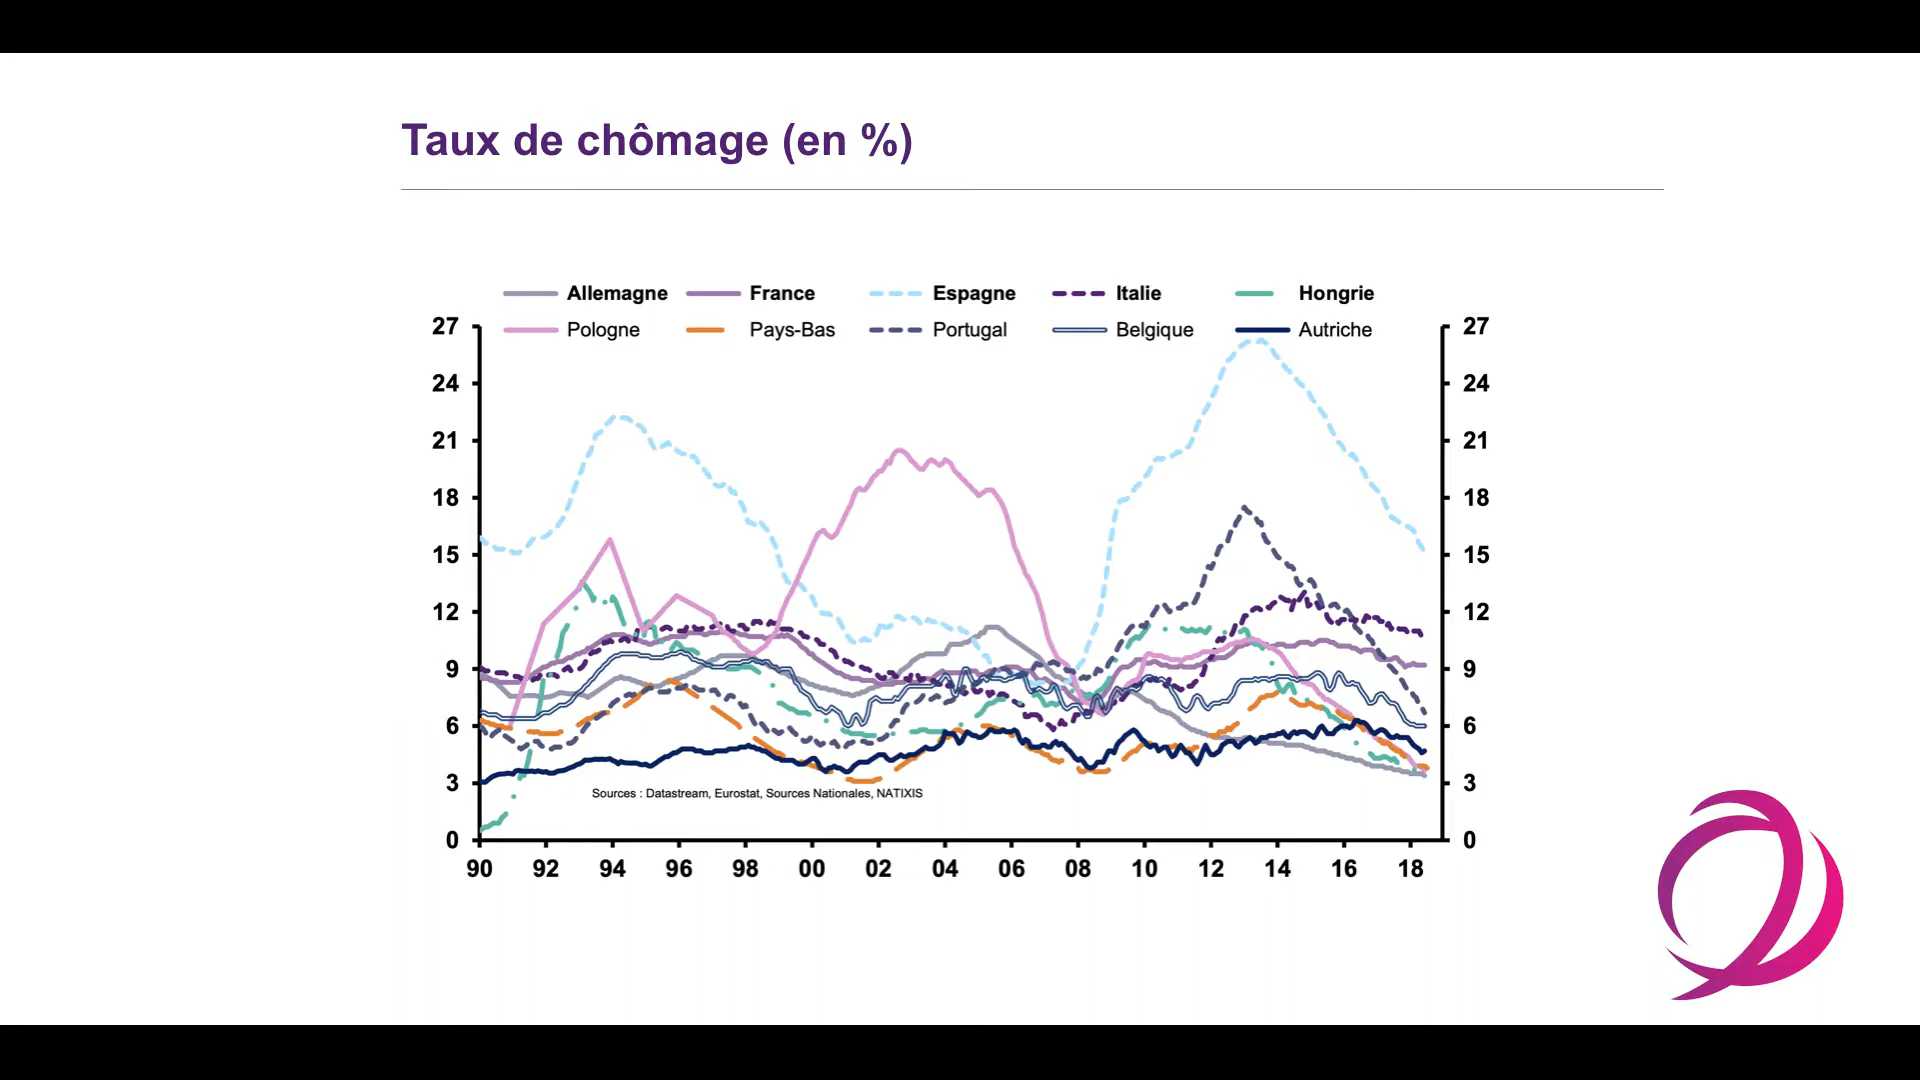 Taux de chômage (en %)
Allemagne France Espagne Italie Hongrie
Pologne Pays-Bas Portugal Belgique Autriche
27 27
24 24
21 21
18 18
15 15
12 12
9 9
6 6
3 3
Sources : Datastream, Eurostat, Sources Nationales, NATIXIS
0 0
90 92 94 96 98 00 02 04 06 08 10 12 14 16 18